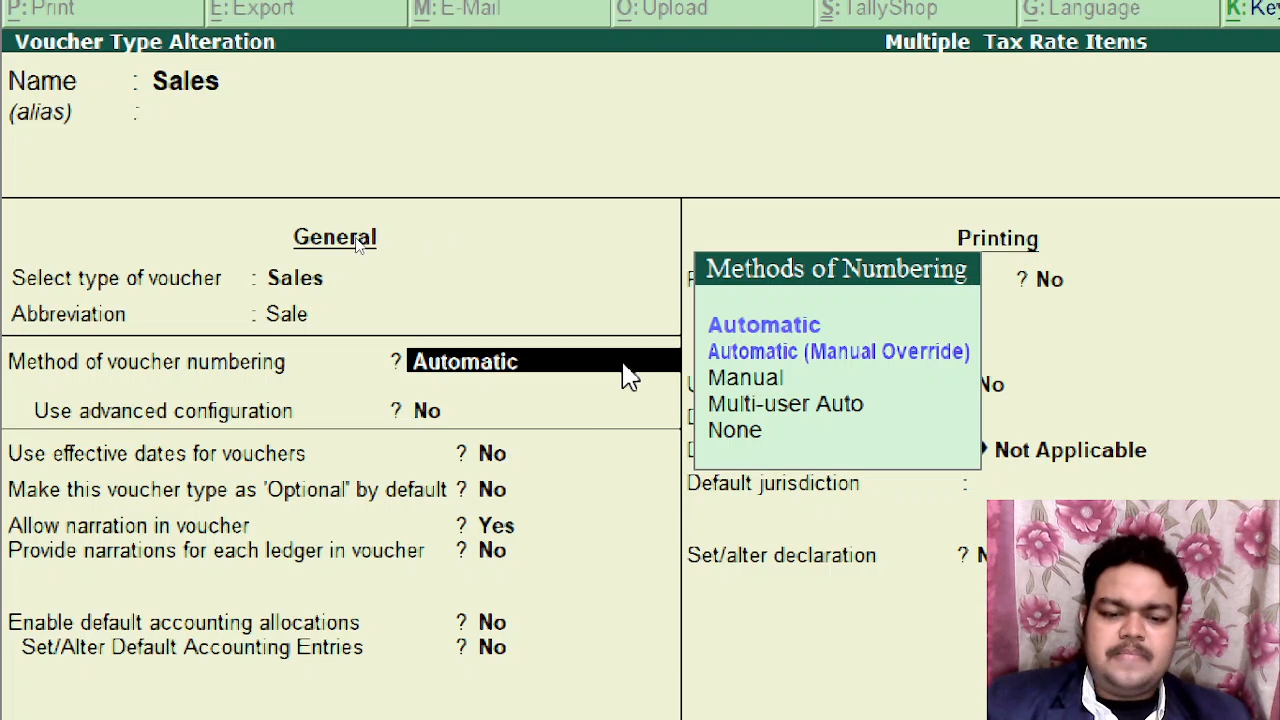 P: Print E: Export M: E-Mail O: Upload S: TallyShop G: Language K: Key
Voucher Type Alteration Multiple Tax Rate Items
Name : Sales
(alias) :
General
Select type of voucher : Sales
Abbreviation : Sale
Method of voucher numbering ? Automatic
Use advanced configuration ? No
Use effective dates for vouchers ? No
Make this voucher type as 'Optional' by default ? No
Allow narration in voucher ? Yes
Provide narrations for each ledger in voucher ? No
Enable default accounting allocations ? No
Set/Alter Default Accounting Entries ? No
Printing
? No
Methods of Numbering
Automatic
Automatic (Manual Override)
Manual
Multi-user Auto
None
No
Not Applicable
Default jurisdiction :
Set/alter declaration ?